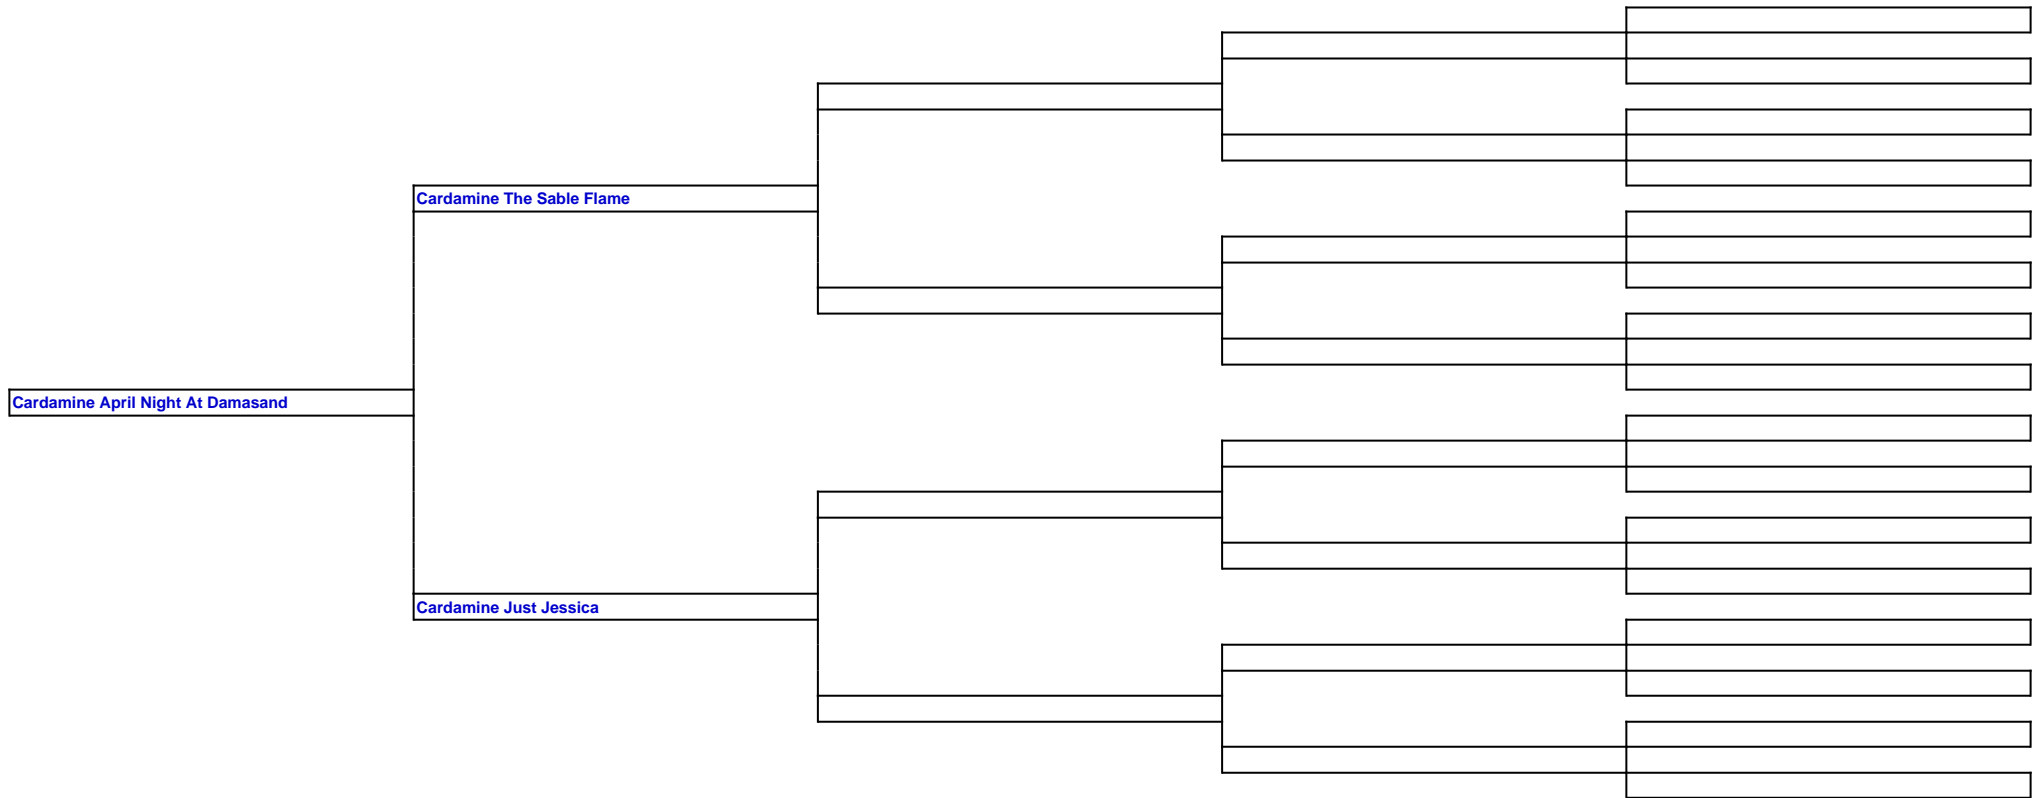 Cardamine The Sable Flame
Cardamine April Night At Damasand
Cardamine Just Jessica